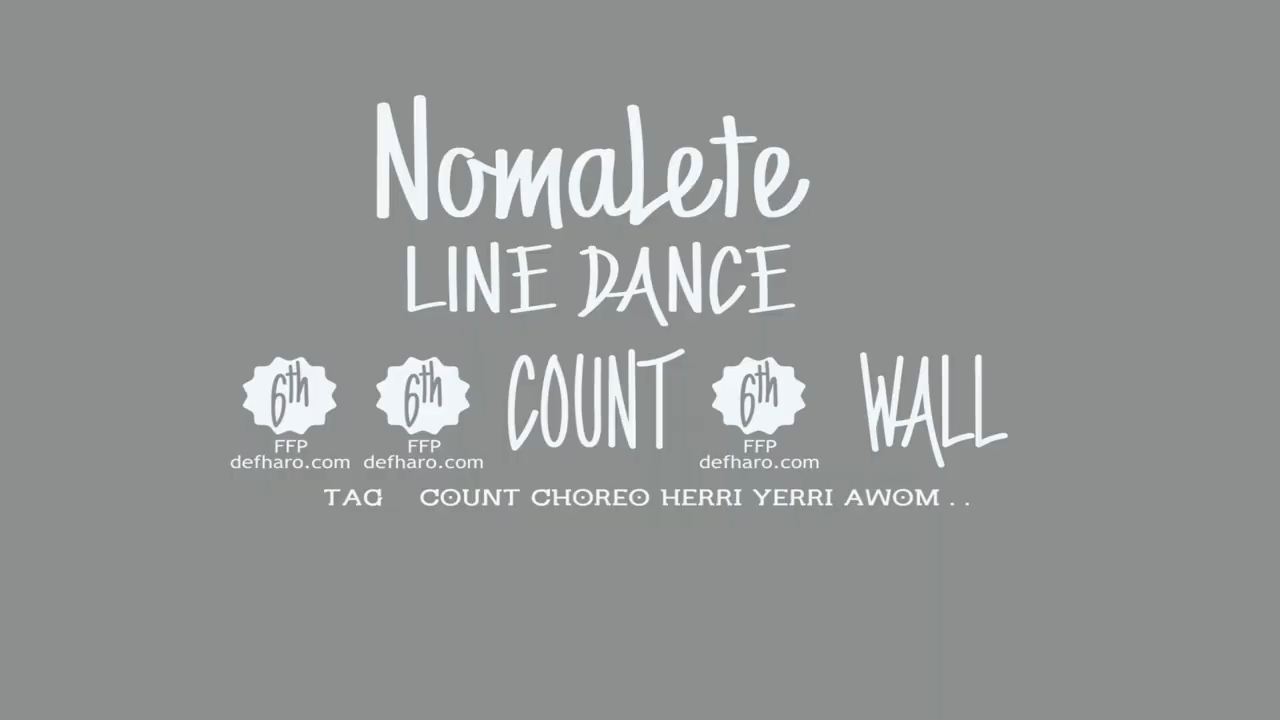 Nomalete
LINE DANCE
6th 6th COUNT 6th WALL
FFP FFP FFP
defharo.com defharo.com defharo.com
TAG COUNT CHOREO HERRI YERRI AWOM . .